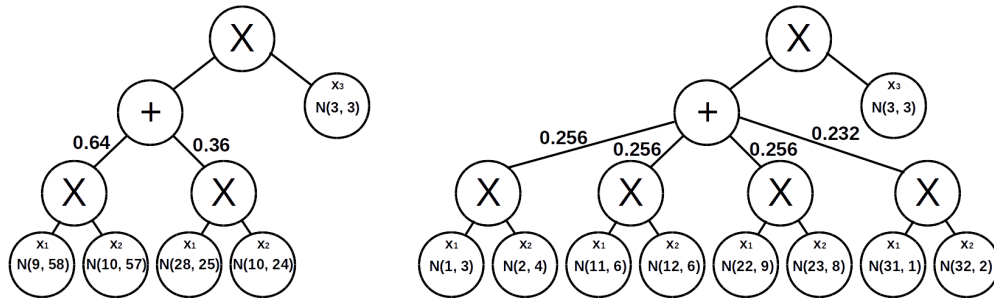 X
X₃
N(3, 3)
+
0.64
0.36
X
X
X₁
N(9, 58)
X₂
N(10, 57)
X₁
N(28, 25)
X₂
N(10, 24)
X
X₃
N(3, 3)
+
0.256
0.256
0.256
0.232
X
X
X
X
X₁
N(1, 3)
X₂
N(2, 4)
X₁
N(11, 6)
X₂
N(12, 6)
X₁
N(22, 9)
X₂
N(23, 8)
X₁
N(31, 1)
X₂
N(32, 2)